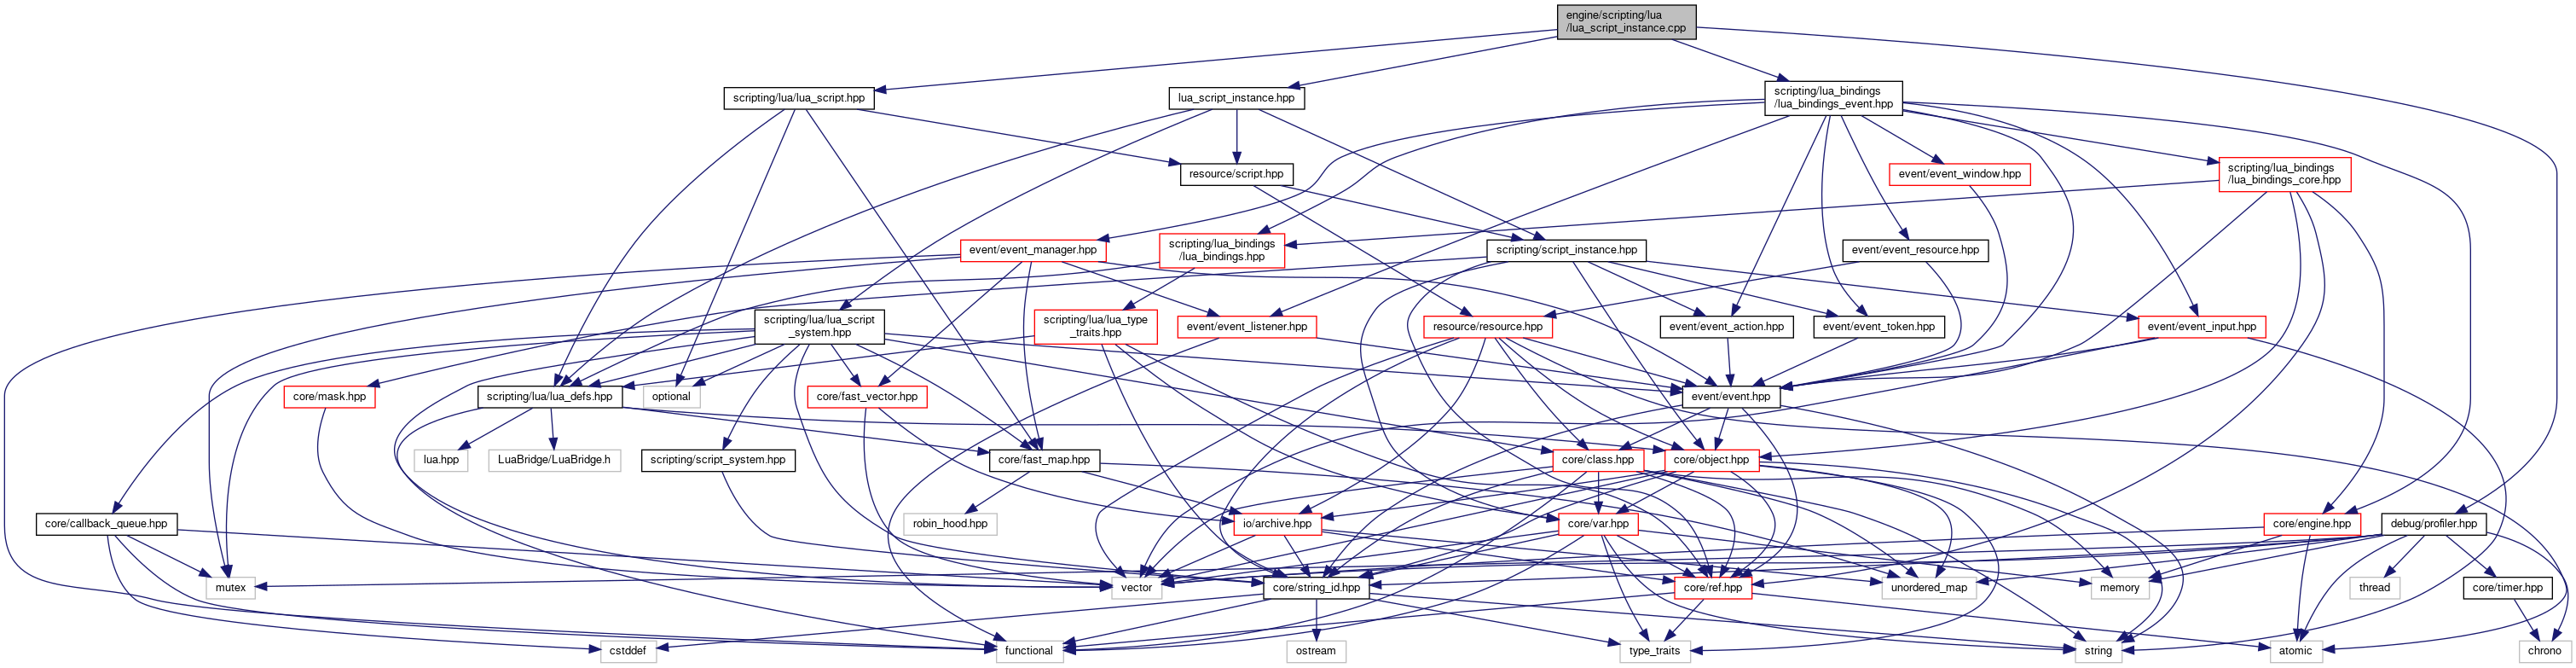 engine/scripting/lua
/lua_script_instance.cpp
scripting/lua/lua_script.hpp
lua_script_instance.hpp
scripting/lua_bindings
/lua_bindings_event.hpp
resource/script.hpp
event/event_window.hpp
scripting/lua_bindings
/lua_bindings_core.hpp
event/event_manager.hpp
scripting/lua_bindings
/lua_bindings.hpp
scripting/script_instance.hpp
event/event_resource.hpp
scripting/lua/lua_script
_system.hpp
scripting/lua/lua_type
_traits.hpp
event/event_listener.hpp
resource/resource.hpp
event/event_action.hpp
event/event_token.hpp
event/event_input.hpp
core/mask.hpp
scripting/lua/lua_defs.hpp
optional
core/fast_vector.hpp
event/event.hpp
lua.hpp
LuaBridge/LuaBridge.h
scripting/script_system.hpp
core/fast_map.hpp
core/class.hpp
core/object.hpp
core/callback_queue.hpp
robin_hood.hpp
io/archive.hpp
core/var.hpp
core/engine.hpp
debug/profiler.hpp
mutex
vector
core/string_id.hpp
core/ref.hpp
unordered_map
memory
thread
core/timer.hpp
cstddef
functional
ostream
type_traits
string
atomic
chrono